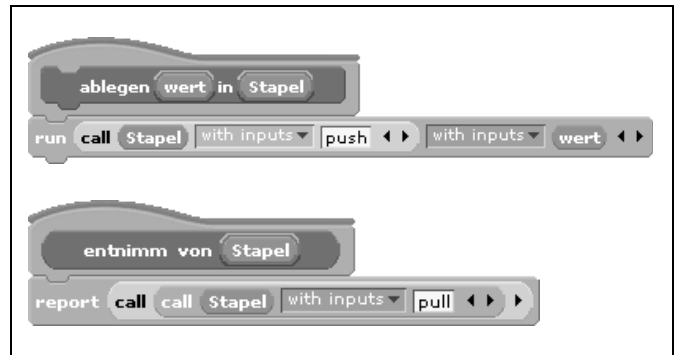 ablegen wert in Stapel
run call Stapel with inputs push with inputs wert
entnimm von Stapel
report call call Stapel with inputs pull